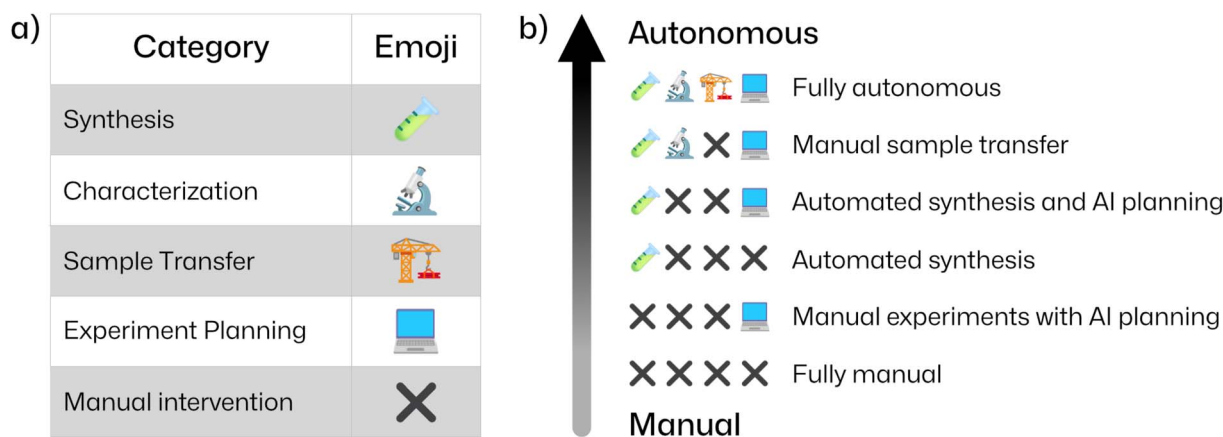 a)
Category Emoji
Synthesis
Characterization
Sample Transfer
Experiment Planning
Manual intervention
b)
Autonomous
Fully autonomous
Manual sample transfer
Automated synthesis and AI planning
Automated synthesis
Manual experiments with AI planning
Fully manual
Manual